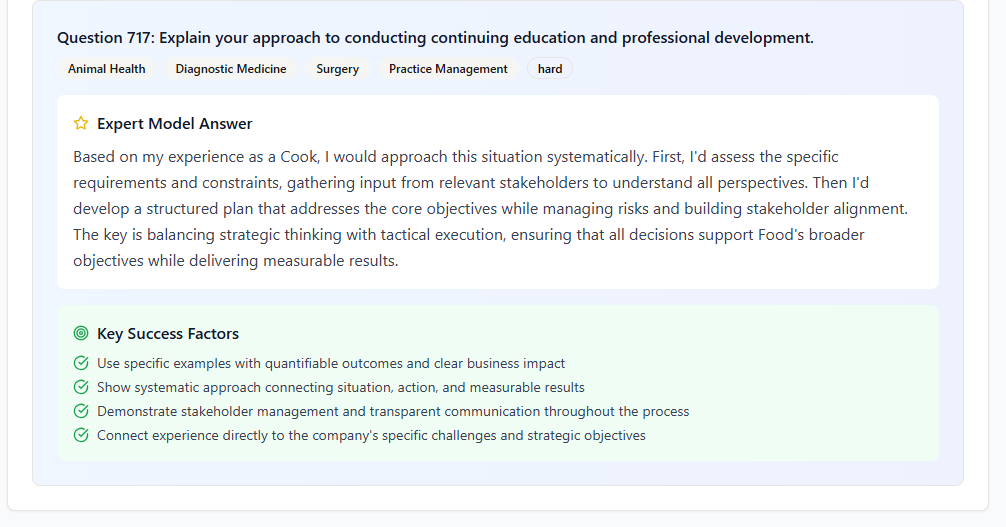 Question 717: Explain your approach to conducting continuing education and professional development.
Animal Health Diagnostic Medicine Surgery Practice Management hard
Expert Model Answer
Based on my experience as a Cook, I would approach this situation systematically. First, I'd assess the specific
requirements and constraints, gathering input from relevant stakeholders to understand all perspectives. Then I'd
develop a structured plan that addresses the core objectives while managing risks and building stakeholder alignment.
The key is balancing strategic thinking with tactical execution, ensuring that all decisions support Food's broader
objectives while delivering measurable results.
Key Success Factors
Use specific examples with quantifiable outcomes and clear business impact
Show systematic approach connecting situation, action, and measurable results
Demonstrate stakeholder management and transparent communication throughout the process
Connect experience directly to the company's specific challenges and strategic objectives